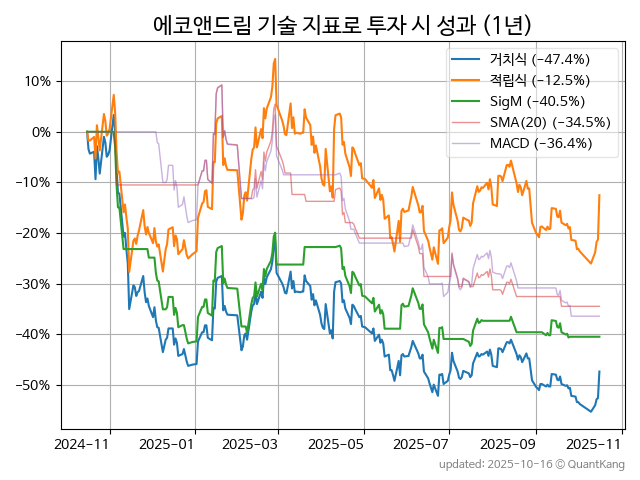 에코앤드림 기술 지표로 투자 시 성과 (1년)
거치식 (−47.4%)
적립식 (−12.5%)
SigM (−40.5%)
SMA(20) (−34.5%)
MACD (−36.4%)
10%
0%
−10%
−20%
−30%
−40%
−50%
2024-11 2025-01 2025-03 2025-05 2025-07 2025-09 2025-11
updated: 2025-10-16 © QuantKang